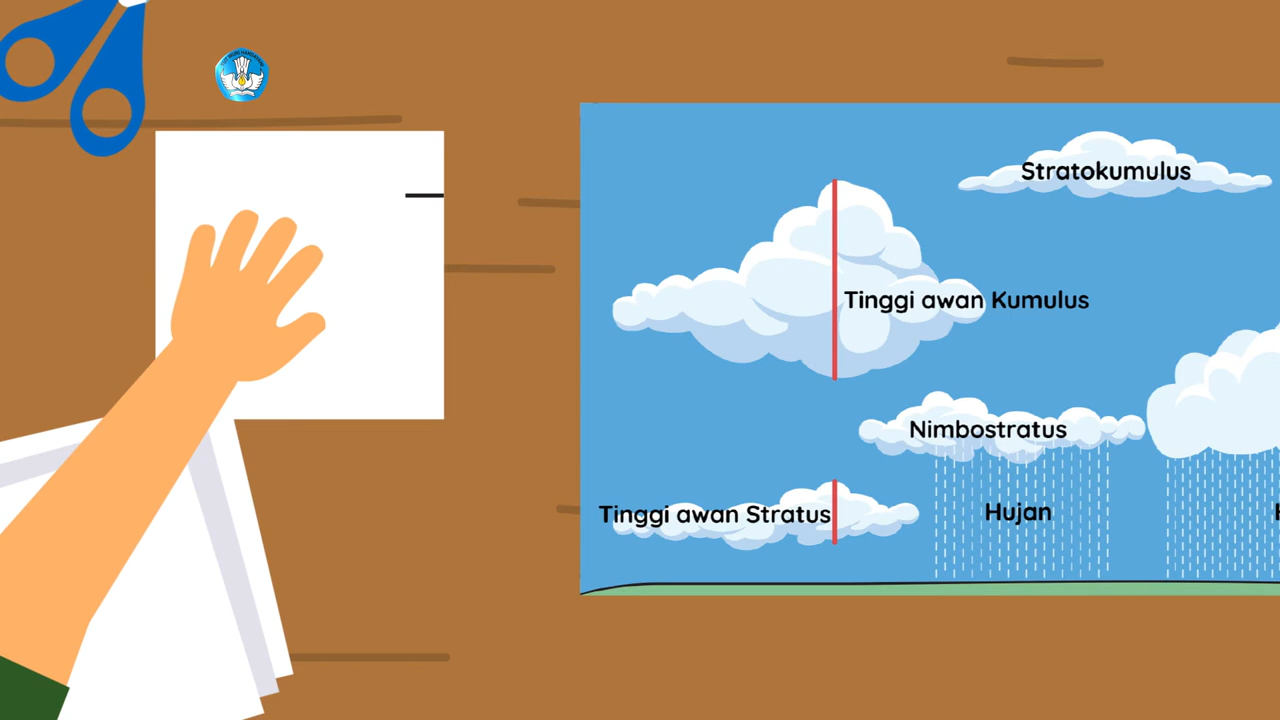 Stratokumulus
Tinggi awan Kumulus
Nimbostratus
Tinggi awan Stratus
Hujan